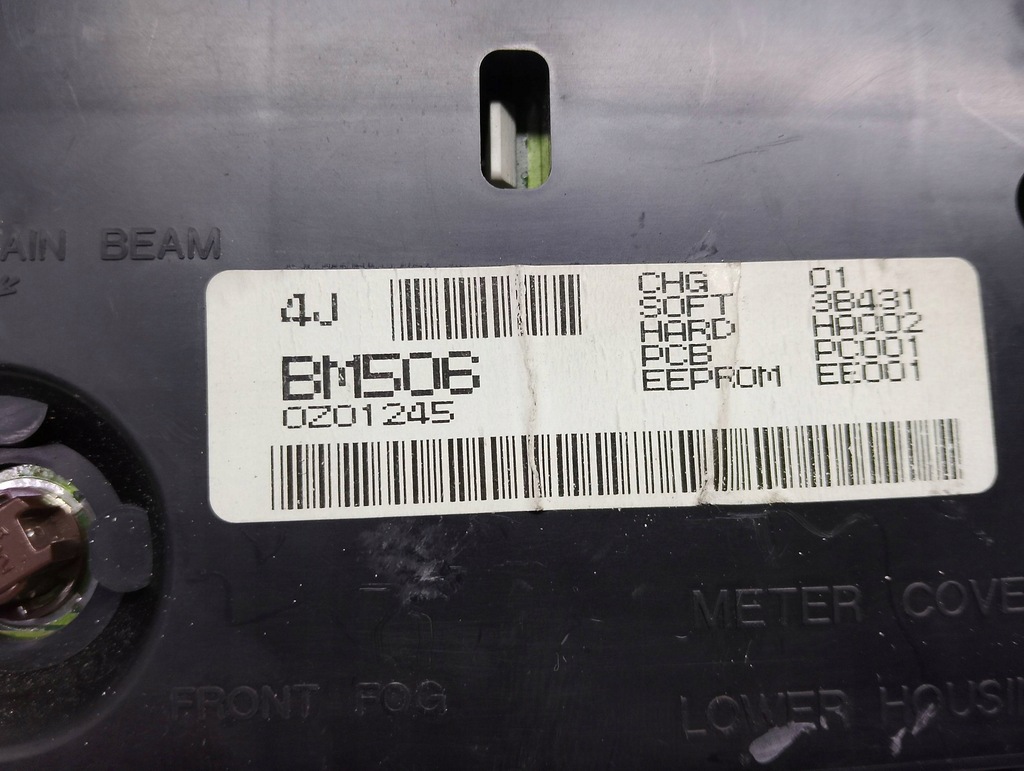 AIN BEAM
4J
BM506
0Z01245
CHG 01
SOFT 3B431
HARD HA002
PCB PC001
EEPROM EE001
METER COVE
FRONT FOG
LOWER HOUSIN